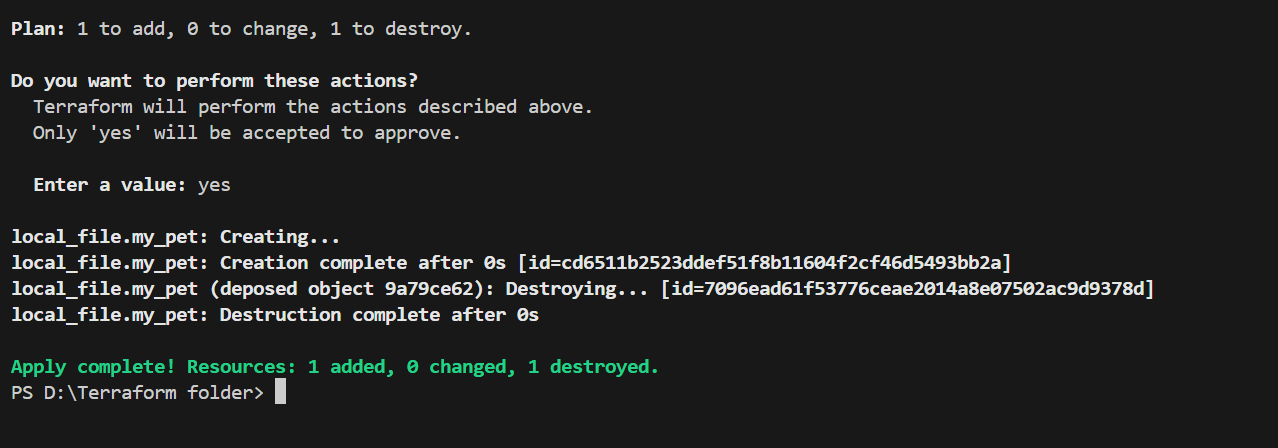 Plan: 1 to add, 0 to change, 1 to destroy.
Do you want to perform these actions?
Terraform will perform the actions described above.
Only 'yes' will be accepted to approve.
Enter a value: yes
local_file.my_pet: Creating...
local_file.my_pet: Creation complete after 0s [id=cd6511b2523ddef51f8b11604f2cf46d5493bb2a]
local_file.my_pet (deposed object 9a79ce62): Destroying... [id=7096ead61f53776ceae2014a8e07502ac9d9378d]
local_file.my_pet: Destruction complete after 0s
Apply complete! Resources: 1 added, 0 changed, 1 destroyed.
PS D:\Terraform folder>